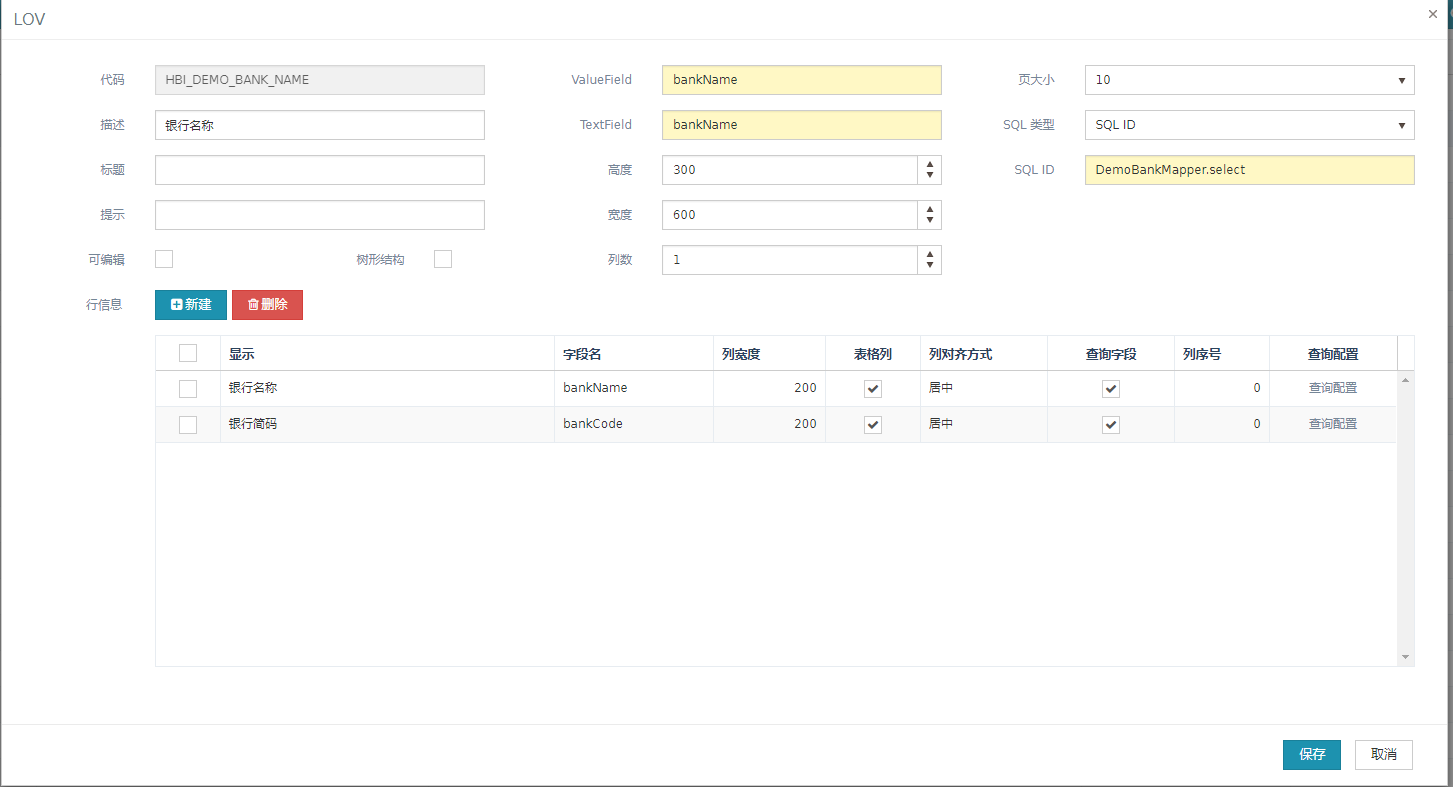 LOV
×
代码 HBI_DEMO_BANK_NAME ValueField bankName 页大小 10
描述 银行名称 TextField bankName SQL 类型 SQL ID
标题 高度 300 SQL ID DemoBankMapper.select
提示 宽度 600
可编辑 树形结构 列数 1
行信息 新建 删除
显示 字段名 列宽度 表格列 列对齐方式 查询字段 列序号 查询配置
银行名称 bankName 200 居中 0 查询配置
银行简码 bankCode 200 居中 0 查询配置
保存 取消